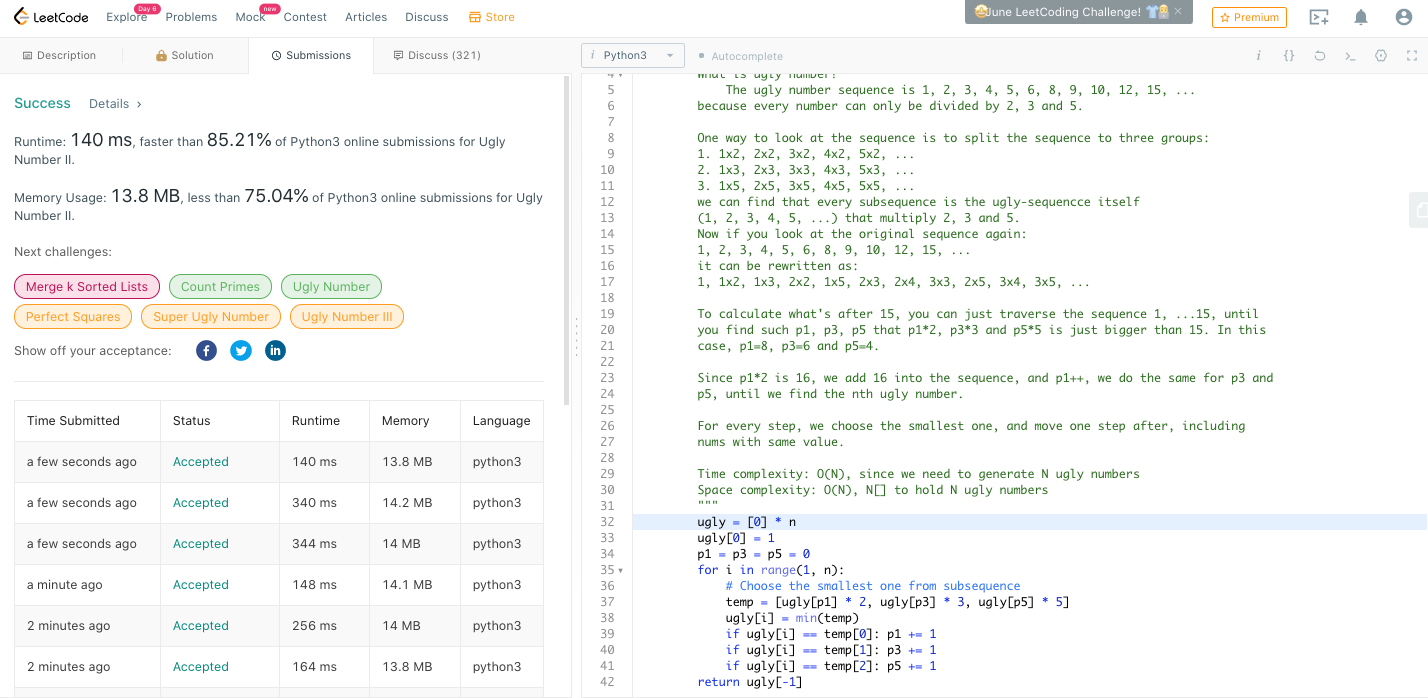 LeetCode Explore Day 6 Problems Mock new Contest Articles Discuss Store June LeetCoding Challenge! × Premium
Description Solution Submissions Discuss (321)
Success Details ›
Runtime: 140 ms, faster than 85.21% of Python3 online submissions for Ugly
Number II.
Memory Usage: 13.8 MB, less than 75.04% of Python3 online submissions for Ugly
Number II.
Next challenges:
Merge k Sorted Lists Count Primes Ugly Number
Perfect Squares Super Ugly Number Ugly Number III
Show off your acceptance: f in
Time Submitted Status Runtime Memory Language
a few seconds ago Accepted 140 ms 13.8 MB python3
a few seconds ago Accepted 340 ms 14.2 MB python3
a few seconds ago Accepted 344 ms 14 MB python3
a minute ago Accepted 148 ms 14.1 MB python3
2 minutes ago Accepted 256 ms 14 MB python3
2 minutes ago Accepted 164 ms 13.8 MB python3
i Python3 Autocomplete i {}
4 What is ugly number?
5 The ugly number sequence is 1, 2, 3, 4, 5, 6, 8, 9, 10, 12, 15, ...
6 because every number can only be divided by 2, 3 and 5.
7
8 One way to look at the sequence is to split the sequence to three groups:
9 1. 1x2, 2x2, 3x2, 4x2, 5x2, ...
10 2. 1x3, 2x3, 3x3, 4x3, 5x3, ...
11 3. 1x5, 2x5, 3x5, 4x5, 5x5, ...
12 we can find that every subsequence is the ugly-sequencce itself
13 (1, 2, 3, 4, 5, ...) that multiply 2, 3 and 5.
14 Now if you look at the original sequence again:
15 1, 2, 3, 4, 5, 6, 8, 9, 10, 12, 15, ...
16 it can be rewritten as:
17 1, 1x2, 1x3, 2x2, 1x5, 2x3, 2x4, 3x3, 2x5, 3x4, 3x5, ...
18
19 To calculate what's after 15, you can just traverse the sequence 1, ...15, until
20 you find such p1, p3, p5 that p1*2, p3*3 and p5*5 is just bigger than 15. In this
21 case, p1=8, p3=6 and p5=4.
22
23 Since p1*2 is 16, we add 16 into the sequence, and p1++, we do the same for p3 and
24 p5, until we find the nth ugly number.
25
26 For every step, we choose the smallest one, and move one step after, including
27 nums with same value.
28
29 Time complexity: O(N), since we need to generate N ugly numbers
30 Space complexity: O(N), N[] to hold N ugly numbers
31 """
32 ugly = [0] * n
33 ugly[0] = 1
34 p1 = p3 = p5 = 0
35 for i in range(1, n):
36 # Choose the smallest one from subsequence
37 temp = [ugly[p1] * 2, ugly[p3] * 3, ugly[p5] * 5]
38 ugly[i] = min(temp)
39 if ugly[i] == temp[0]: p1 += 1
40 if ugly[i] == temp[1]: p3 += 1
41 if ugly[i] == temp[2]: p5 += 1
42 return ugly[-1]